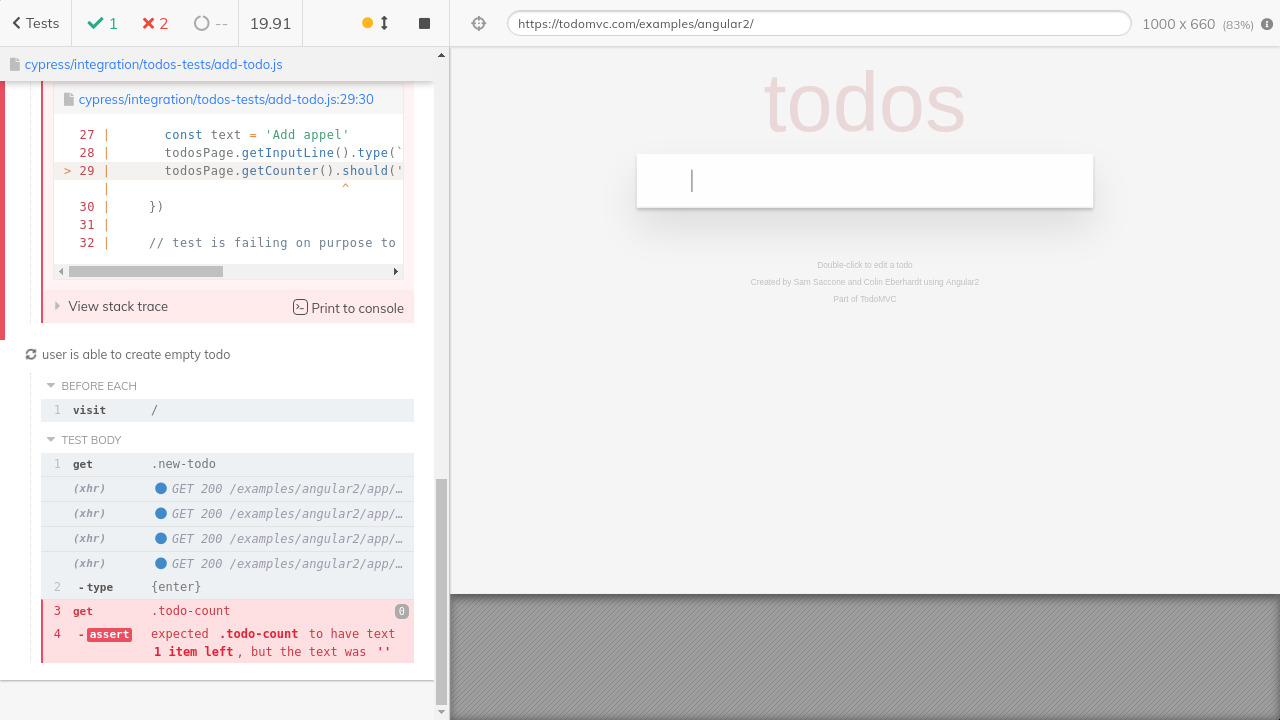 Tests
1
2
--
19.91
https://todomvc.com/examples/angular2/
1000 x 660 (83%)
cypress/integration/todos-tests/add-todo.js
cypress/integration/todos-tests/add-todo.js:29:30
27 | const text = 'Add appel'
28 | todosPage.getInputLine().type(`
> 29 | todosPage.getCounter().should('
| ^
30 | })
31 |
32 | // test is failing on purpose to
View stack trace
Print to console
user is able to create empty todo
BEFORE EACH
1 visit /
TEST BODY
1 get .new-todo
(xhr) GET 200 /examples/angular2/app/…
(xhr) GET 200 /examples/angular2/app/…
(xhr) GET 200 /examples/angular2/app/…
(xhr) GET 200 /examples/angular2/app/…
2 -type {enter}
3 get .todo-count 0
4 -assert expected .todo-count to have text
1 item left, but the text was ''
todos
Double-click to edit a todo
Created by Sam Saccone and Colin Eberhardt using Angular2
Part of TodoMVC